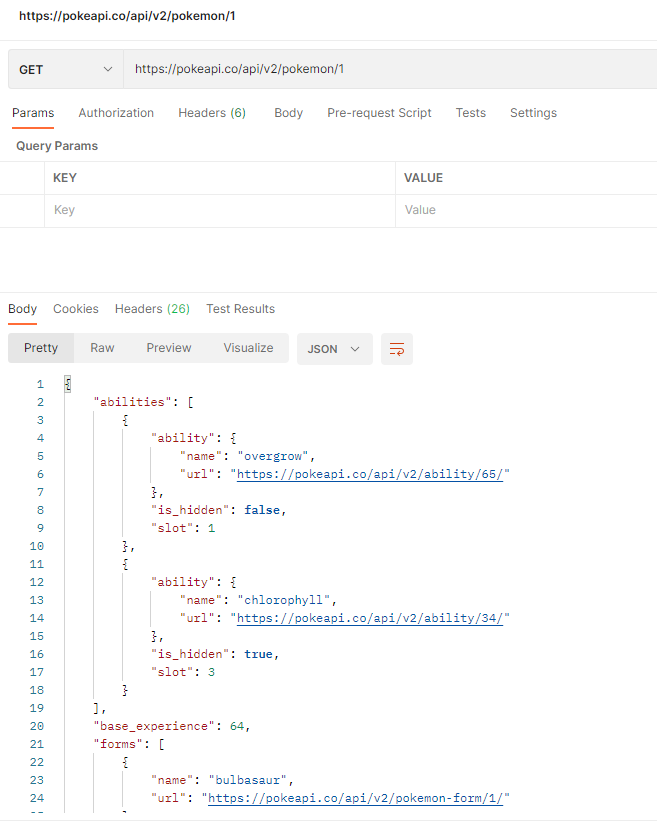 https://pokeapi.co/api/v2/pokemon/1
GET https://pokeapi.co/api/v2/pokemon/1
Params Authorization Headers (6) Body Pre-request Script Tests Settings
Query Params
KEY VALUE
Key Value
Body Cookies Headers (26) Test Results
Pretty Raw Preview Visualize JSON
1 {
2 "abilities": [
3 {
4 "ability": {
5 "name": "overgrow",
6 "url": "https://pokeapi.co/api/v2/ability/65/"
7 },
8 "is_hidden": false,
9 "slot": 1
10 },
11 {
12 "ability": {
13 "name": "chlorophyll",
14 "url": "https://pokeapi.co/api/v2/ability/34/"
15 },
16 "is_hidden": true,
17 "slot": 3
18 }
19 ],
20 "base_experience": 64,
21 "forms": [
22 {
23 "name": "bulbasaur",
24 "url": "https://pokeapi.co/api/v2/pokemon-form/1/"